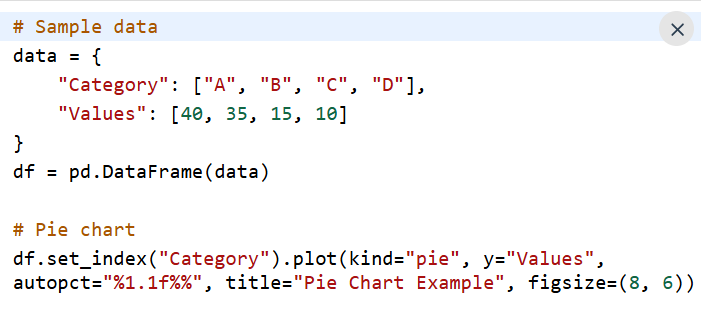 # Sample data
data = {
    "Category": ["A", "B", "C", "D"],
    "Values": [40, 35, 15, 10]
}
df = pd.DataFrame(data)

# Pie chart
df.set_index("Category").plot(kind="pie", y="Values",
autopct="%1.1f%%", title="Pie Chart Example", figsize=(8, 6))